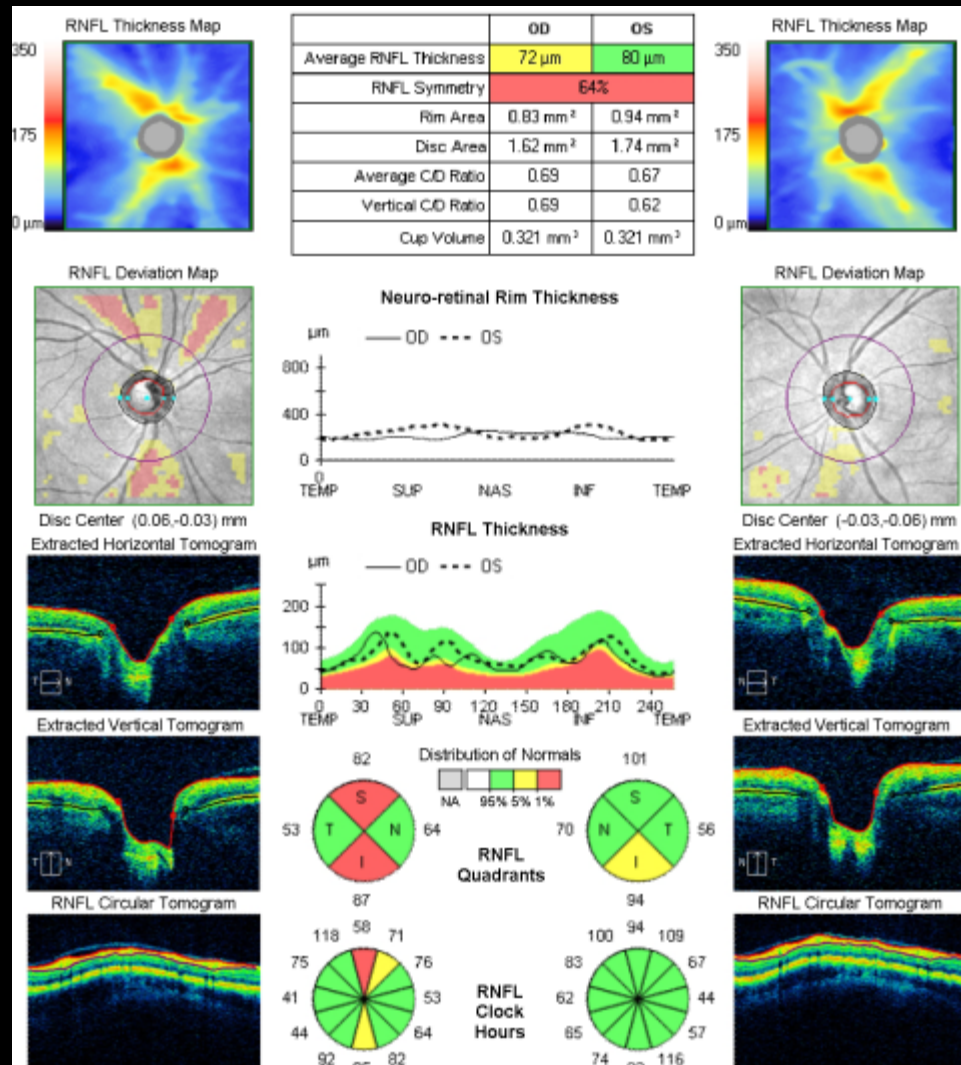 RNFL Thickness Map
350
175
0 µm
OD OS
Average RNFL Thickness 72 µm 80 µm
RNFL Symmetry 64%
Rim Area 0.83 mm² 0.94 mm²
Disc Area 1.62 mm² 1.74 mm²
Average C/D Ratio 0.69 0.67
Vertical C/D Ratio 0.69 0.62
Cup Volume 0.321 mm³ 0.321 mm³
RNFL Thickness Map
350
175
0 µm
RNFL Deviation Map
Disc Center (0.06,-0.03) mm
Neuro-retinal Rim Thickness
µm OD OS
800
400
0
0
TEMP SUP NAS INF TEMP
RNFL Deviation Map
Disc Center (-0.03,-0.06) mm
Extracted Horizontal Tomogram
T N
Extracted Vertical Tomogram
T N
RNFL Circular Tomogram
RNFL Thickness
µm OD OS
200
100
0
0 30 60 90 120 150 180 210 240
TEMP SUP NAS INF TEMP
Distribution of Normals
NA 95% 5% 1%
82
S
53 T N 64
I
87
RNFL
Quadrants
101
S
70 N T 56
I
94
58
118 71
75 76
41 53
44 64
92 82
RNFL
Clock
Hours
94
100 109
83 67
62 44
65 57
74 116
Extracted Horizontal Tomogram
N T
Extracted Vertical Tomogram
N T
RNFL Circular Tomogram